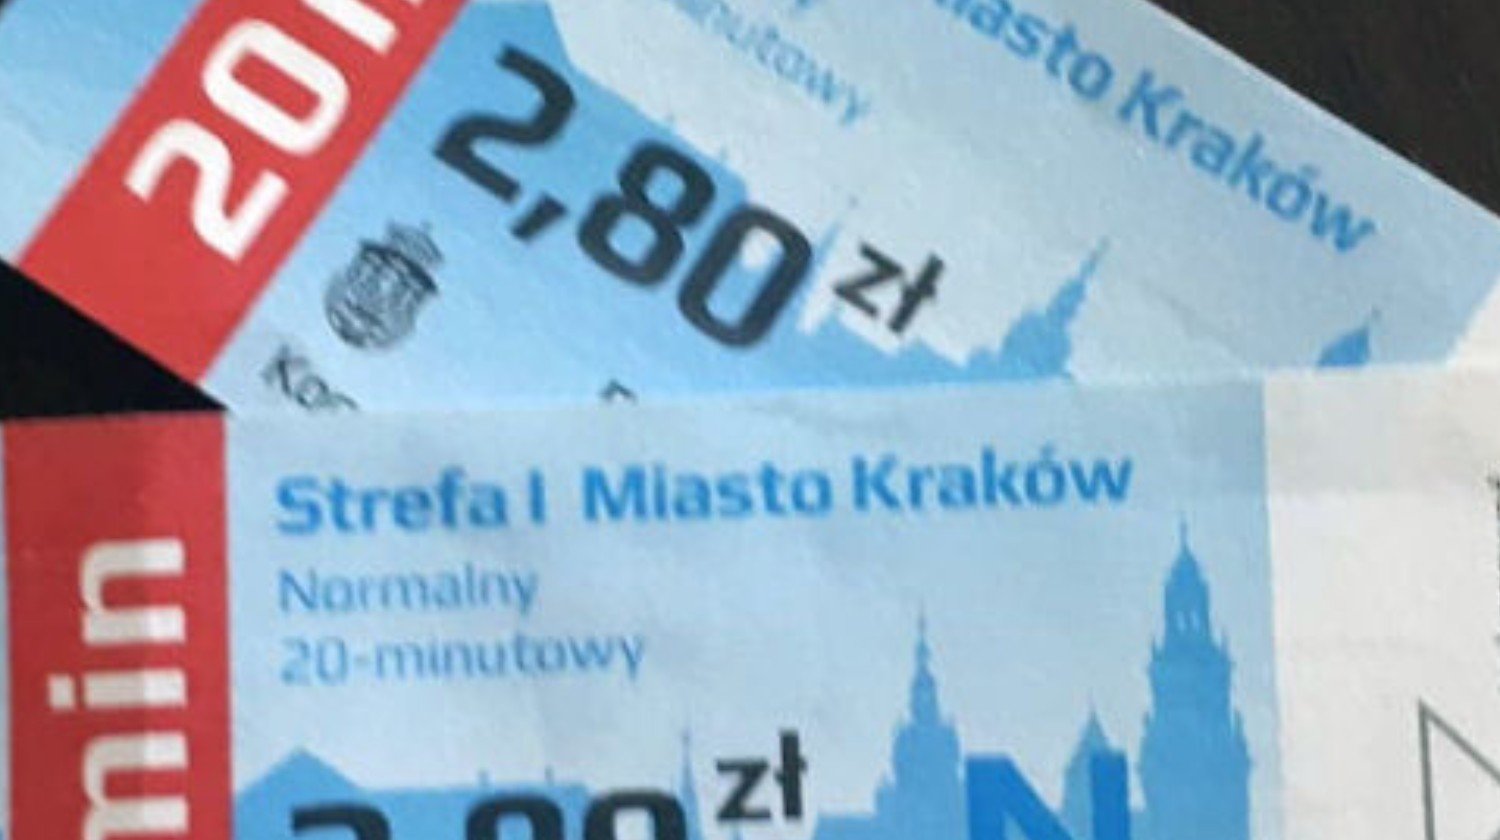 Miasto Kraków
20
2,80 zł
Strefa I Miasto Kraków
Normalny
20-minutowy
min
zł
N